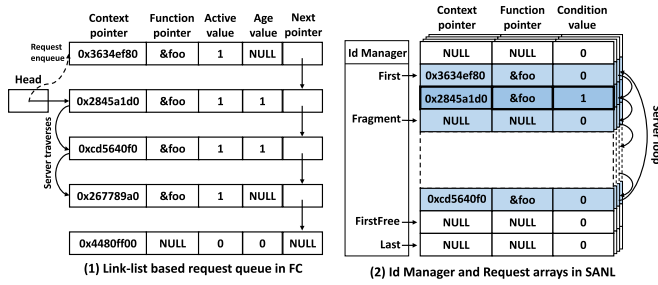 Context pointer Function pointer Active value Age value Next pointer
Request enqueue
0x3634ef80 &foo 1 NULL
Head
0x2845a1d0 &foo 1 1
Server traverses
0xcd5640f0 &foo 1 1
0x267789a0 &foo 1 NULL
0x4480ff00 NULL 0 0 NULL
(1) Link-list based request queue in FC
Context pointer Function pointer Condition value
Id Manager NULL NULL 0
First 0x3634ef80 &foo 0
0x2845a1d0 &foo 1
Fragment NULL NULL 0
Server loop
0xcd5640f0 &foo 0
FirstFree NULL NULL 0
Last NULL NULL 0
(2) Id Manager and Request arrays in SANL